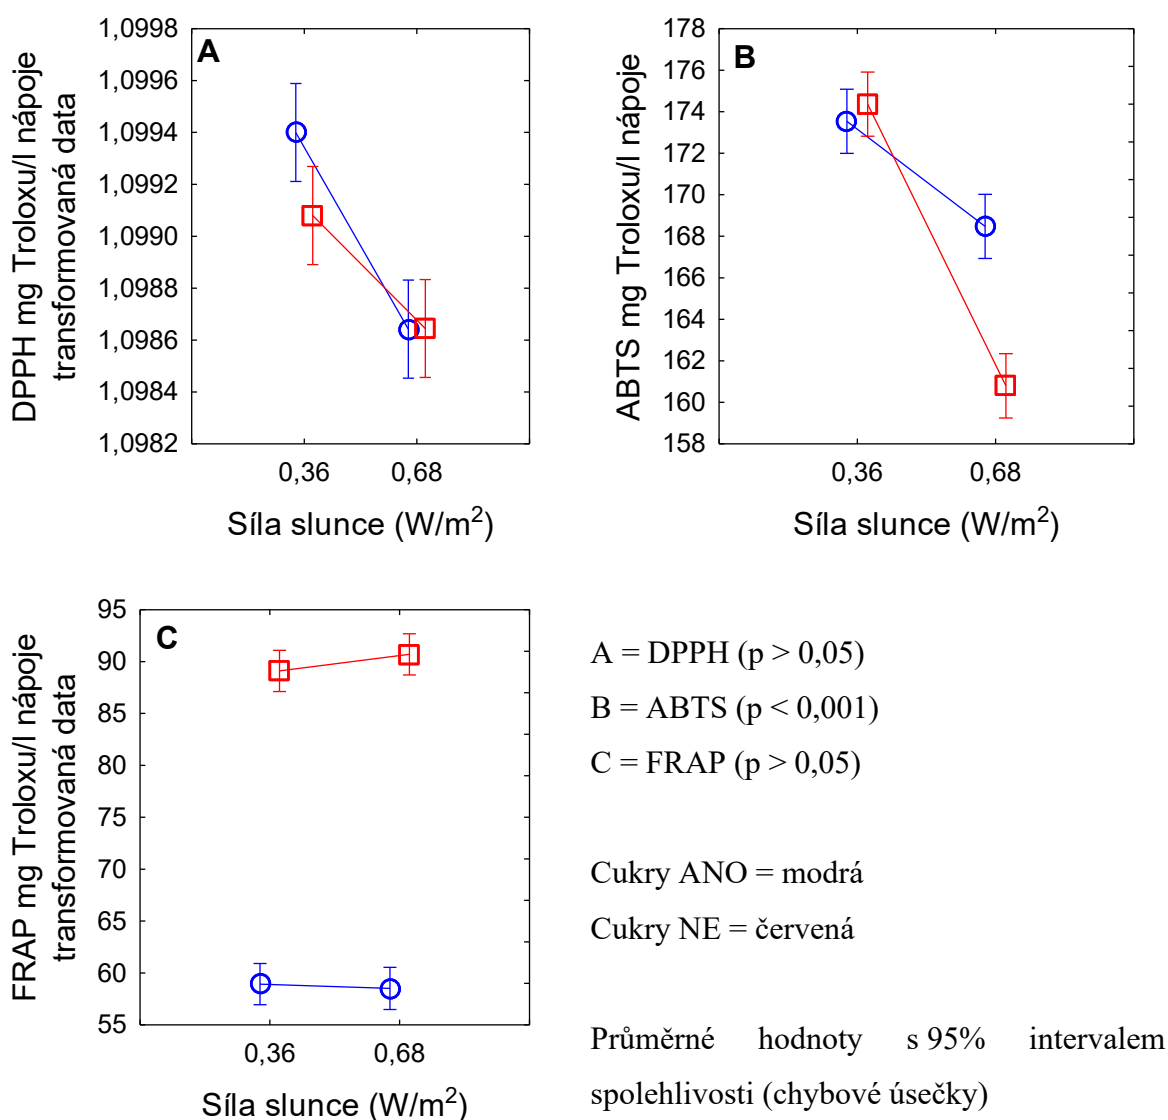 A
DPPH mg Troloxu/l nápoje
transformovaná data
1,0998
1,0996
1,0994
1,0992
1,0990
1,0988
1,0986
1,0984
1,0982
0,36 0,68
Síla slunce (W/m²)
B
ABTS mg Troloxu/l nápoje
178
176
174
172
170
168
166
164
162
160
158
0,36 0,68
Síla slunce (W/m²)
C
FRAP mg Troloxu/l nápoje
transformovaná data
95
90
85
80
75
70
65
60
55
0,36 0,68
Síla slunce (W/m²)
A = DPPH (p > 0,05)
B = ABTS (p < 0,001)
C = FRAP (p > 0,05)
Cukry ANO = modrá
Cukry NE = červená
Průměrné hodnoty s 95% intervalem
spolehlivosti (chybové úsečky)